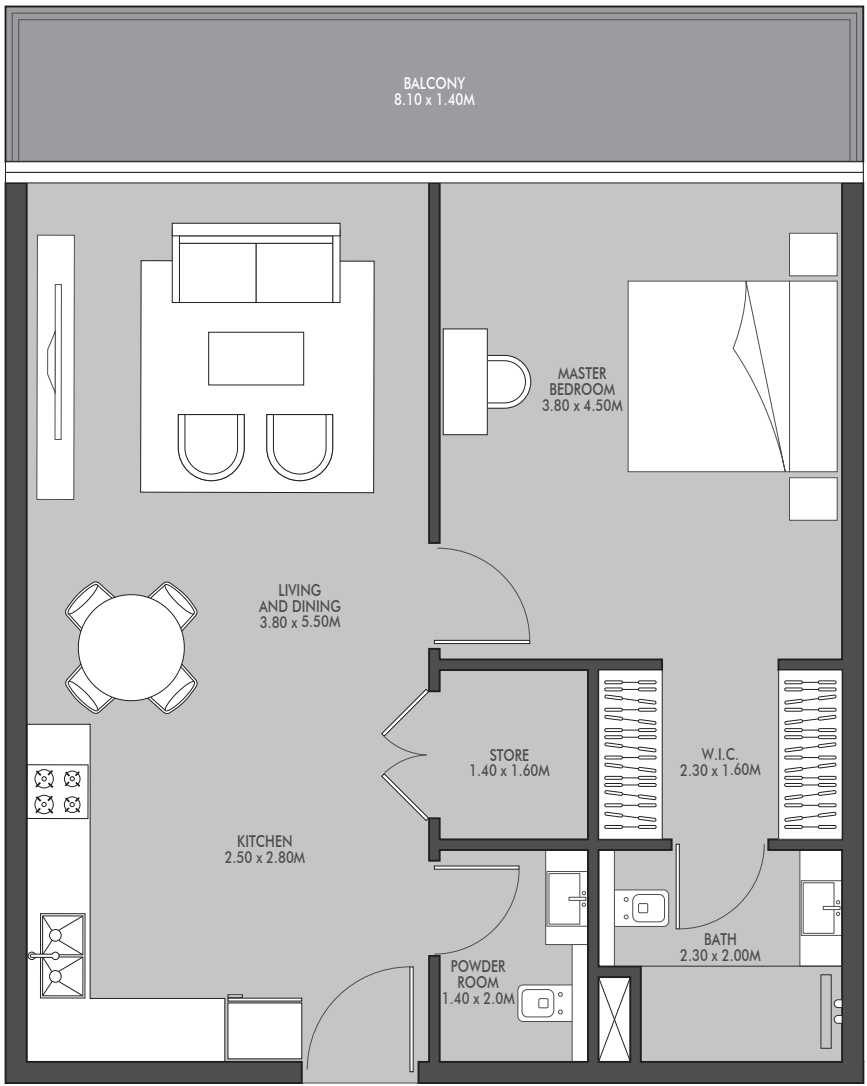 BALCONY
8.10 x 1.40M
MASTER
BEDROOM
3.80 x 4.50M
LIVING
AND DINING
3.80 x 5.50M
STORE
1.40 x 1.60M
W.I.C.
2.30 x 1.60M
KITCHEN
2.50 x 2.80M
BATH
2.30 x 2.00M
POWDER
ROOM
1.40 x 2.0M